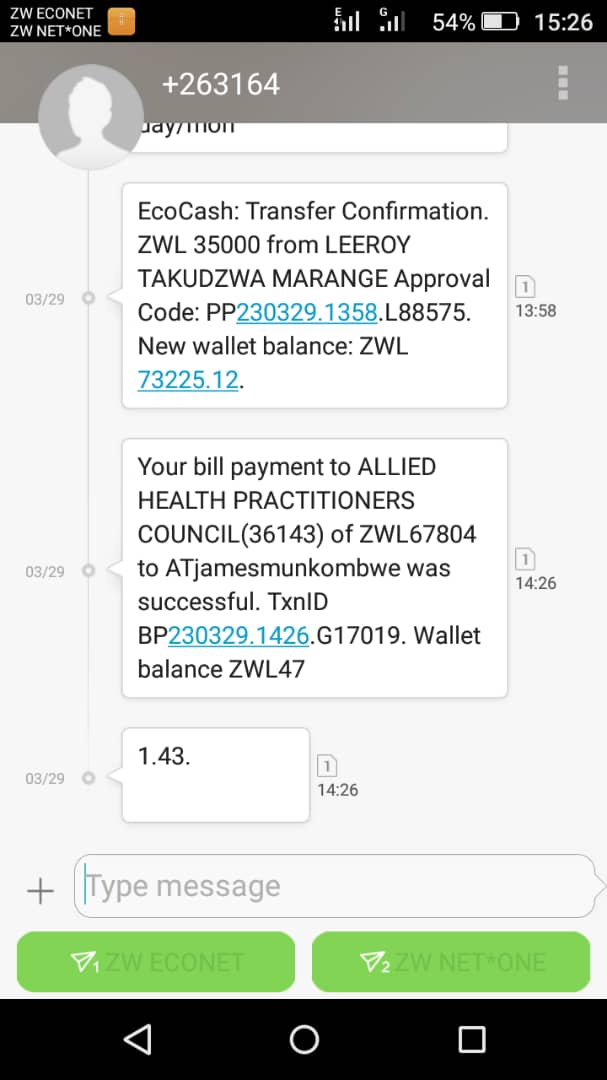 ZW ECONET
ZW NET*ONE
E
G
54%
15:26
+263164
day/mon
EcoCash: Transfer Confirmation.
ZWL 35000 from LEEROY
TAKUDZWA MARANGE Approval
Code: PP230329.1358.L88575.
New wallet balance: ZWL
73225.12.
03/29
1
13:58
Your bill payment to ALLIED
HEALTH PRACTITIONERS
COUNCIL(36143) of ZWL67804
to ATjamesmunkombwe was
successful. TxnID
BP230329.1426.G17019. Wallet
balance ZWL47
03/29
1
14:26
1.43.
03/29
1
14:26
Type message
1 ZW ECONET
2 ZW NET*ONE